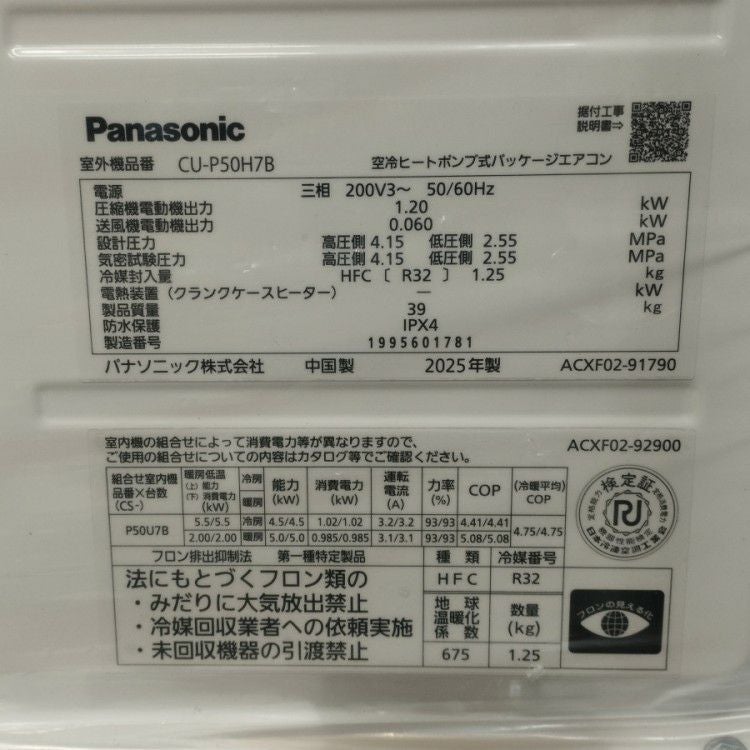 Panasonic
据付工事
説明書⇒
室外機品番 CU-P50H7B 空冷ヒートポンプ式パッケージエアコン
電源 三相 200V3～ 50/60Hz
圧縮機電動機出力 1.20 kW
送風機電動機出力 0.060 kW
設計圧力 高圧側 4.15 低圧側 2.55 MPa
気密試験圧力 高圧側 4.15 低圧側 2.55 MPa
冷媒封入量 HFC〔 R32 〕 1.25 kg
電熱装置（クランクケースヒーター） — kW
製品質量 39 kg
防水保護 IPX4
製造番号 1995601781
パナソニック株式会社 中国製 2025年製 ACXF02-91790
室内機の組合せによって消費電力等が異なりますので、
ご使用の組合せについての内容はカタログ等でご確認ください。
ACXF02-92900
組合せ室内機 品番×台数 (CS-) 暖房低温 (上) 能力 (下) 消費電力 (kW) 冷房 暖房 能力 (kW) 消費電力 (kW) 運転電流 (A) 力率 (%) COP (冷暖平均) COP
P50U7B 5.5/5.5 冷房 4.5/4.5 1.02/1.02 3.2/3.2 93/93 4.41/4.41 4.75/4.75
2.00/2.00 暖房 5.0/5.0 0.985/0.985 3.1/3.1 93/93 5.08/5.08
検定証
フロン排出抑制法 第一種特定製品 種類 冷媒番号
法にもとづくフロン類の HFC R32
・みだりに大気放出禁止
・冷媒回収業者への依頼実施
・未回収機器の引渡禁止
地球温暖化係数 数量 (kg)
675 1.25
フロンの見える化